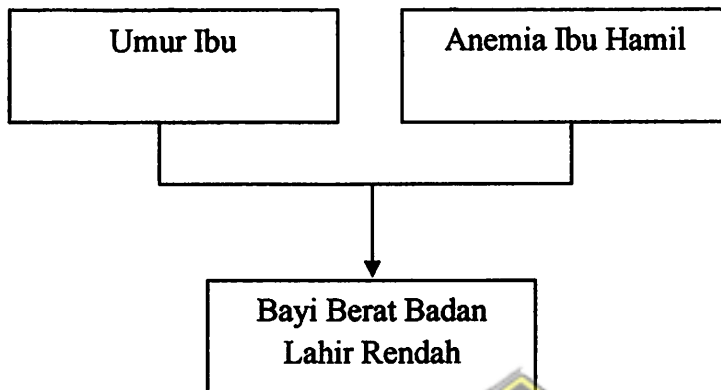 Umur Ibu
Anemia Ibu Hamil
Bayi Berat Badan
Lahir Rendah